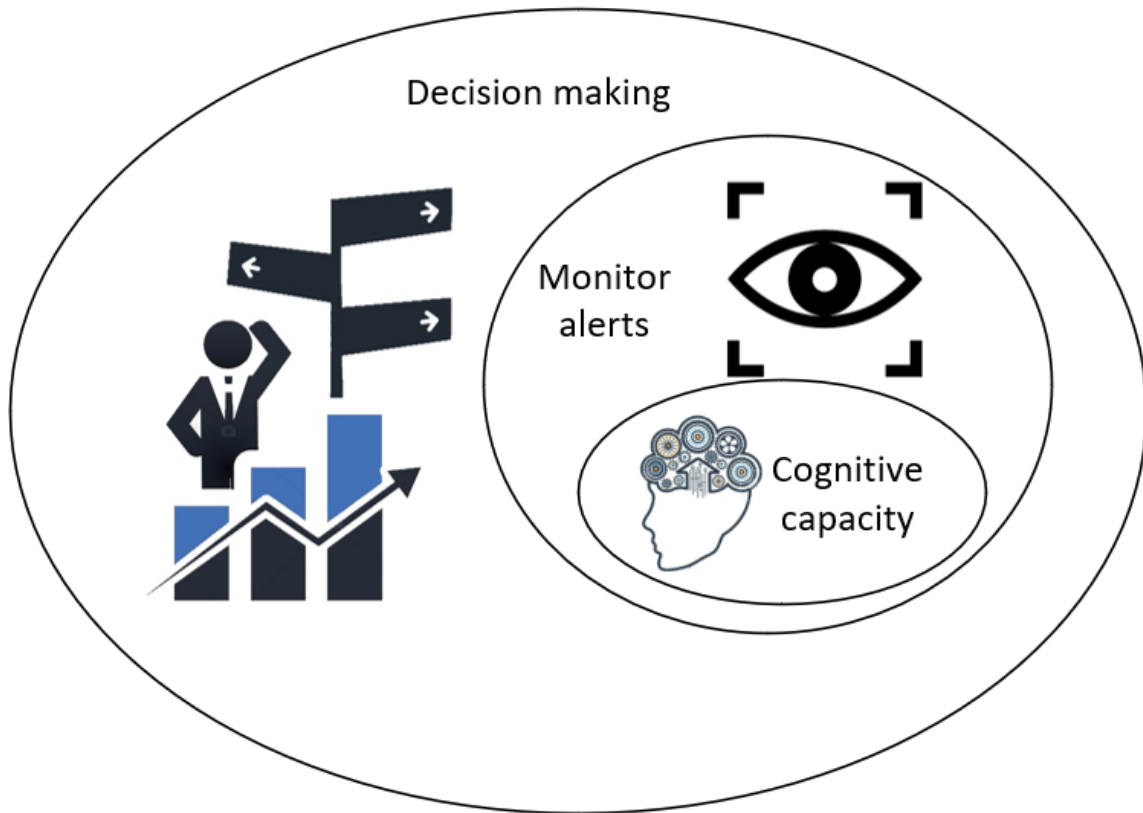 Decision making
Monitor
alerts
Cognitive
capacity